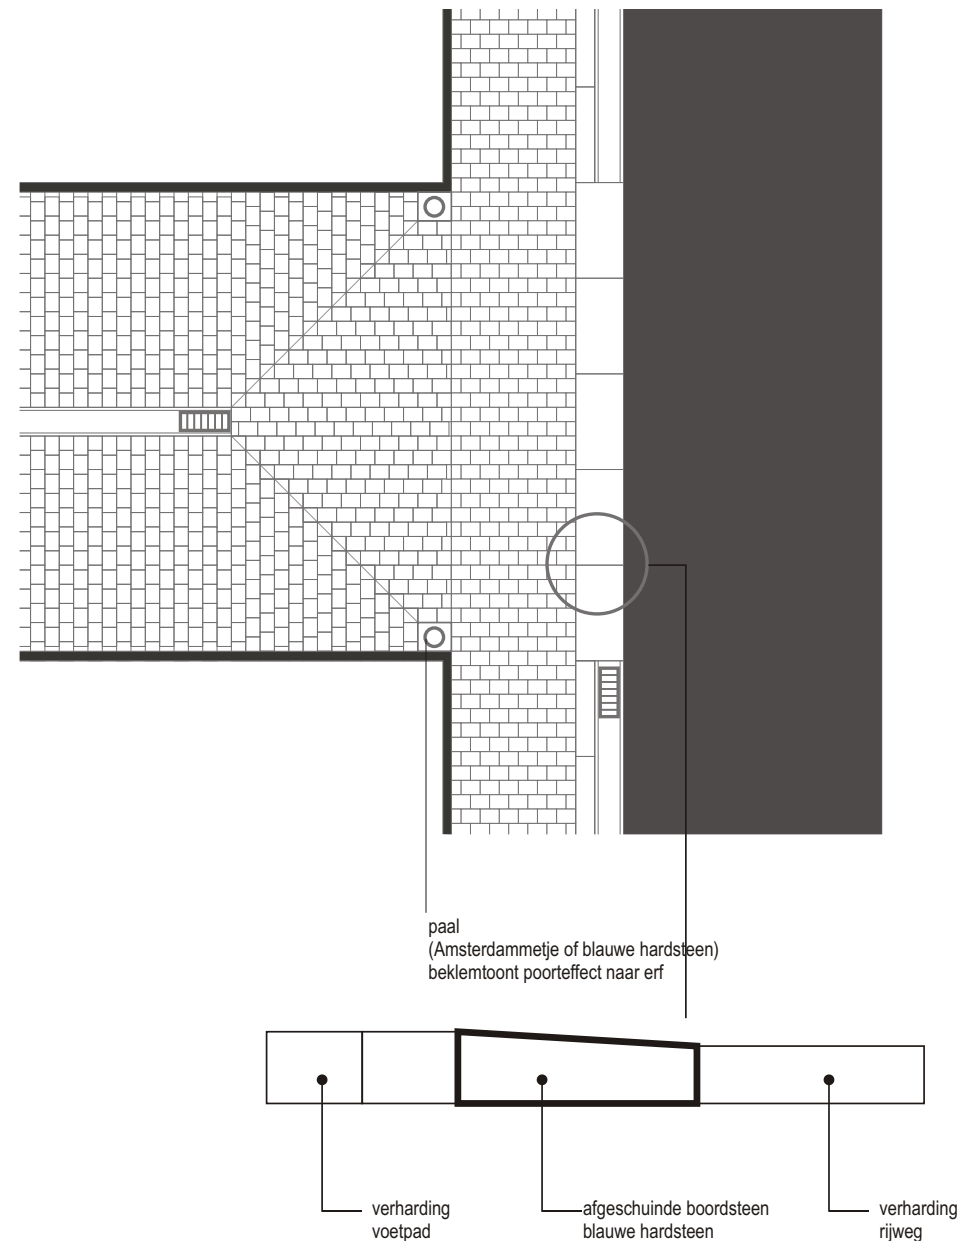 paal
(Amsterdammetje of blauwe hardsteen)
beklemtoont poorteffect naar erf
verharding
voetpad
afgeschuinde boordsteen
blauwe hardsteen
verharding
rijweg